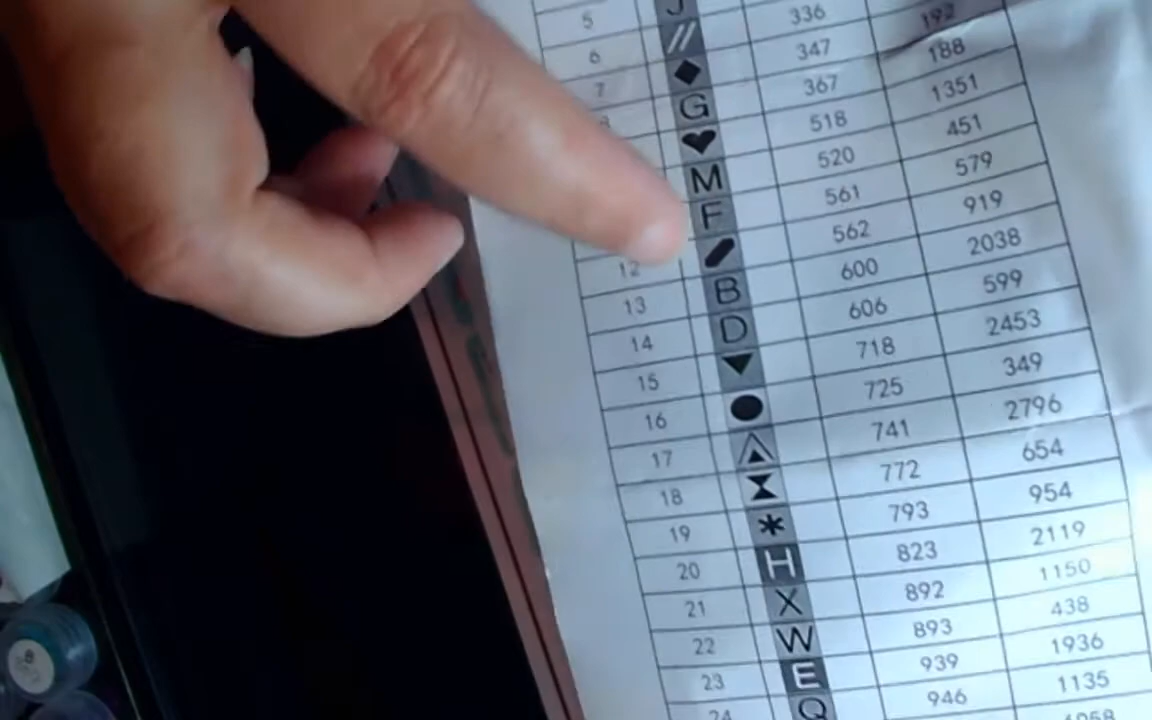 5 J
6 // 336
7 ◆ 347 192
G 367 188
♥ 518 1351
M 520 451
F 561 579
12 562 919
13 B 600 2038
14 D 606 599
15 ▼ 718 2453
16 ● 725 349
17 741 2796
18 772 654
19 * 793 954
20 H 823 2119
21 X 892 1150
22 W 893 438
23 E 939 1936
24 Q 946 1135